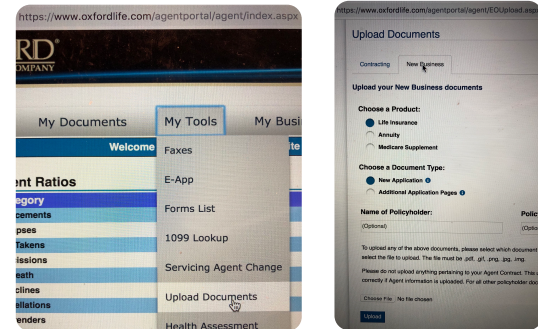 https://www.oxfordlife.com/agentportal/agent/index.aspx
RD®
COMPANY
My Documents
My Tools
My Busi
Welcome
ite
Faxes
E-App
Forms List
1099 Lookup
Servicing Agent Change
Upload Documents
Health Assessment
ent Ratios
egory
cements
pses
Takens
issions
eath
clines
ellations
enders
https://www.oxfordlife.com/agentportal/agent/EOUpload.asp
Upload Documents
Contracting
New Business
Upload your New Business documents
Choose a Product:
Life Insurance
Annuity
Medicare Supplement
Choose a Document Type:
New Application
Additional Application Pages
Name of Policyholder:
Polic
(Optional)
(Optio
To upload any of the above documents, please select which document
select the file to upload. The file must be .pdf, .gif, .png, .jpg, .img.
Please do not upload anything pertaining to your Agent Contract. This
correctly if Agent information is uploaded. For all other policyholder doc
Choose File No file chosen
Upload